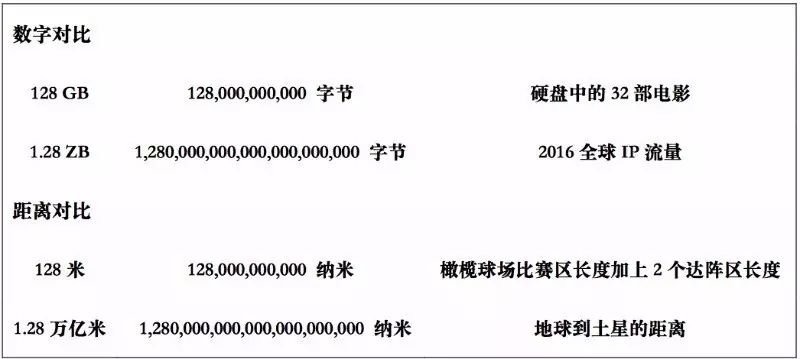 数字对比
128 GB 128,000,000,000 字节 硬盘中的 32 部电影
1.28 ZB 1,280,000,000,000,000,000,000 字节 2016 全球 IP 流量
距离对比
128 米 128,000,000,000 纳米 橄榄球场比赛区长度加上 2 个达阵区长度
1.28 万亿米 1,280,000,000,000,000,000,000 纳米 地球到土星的距离